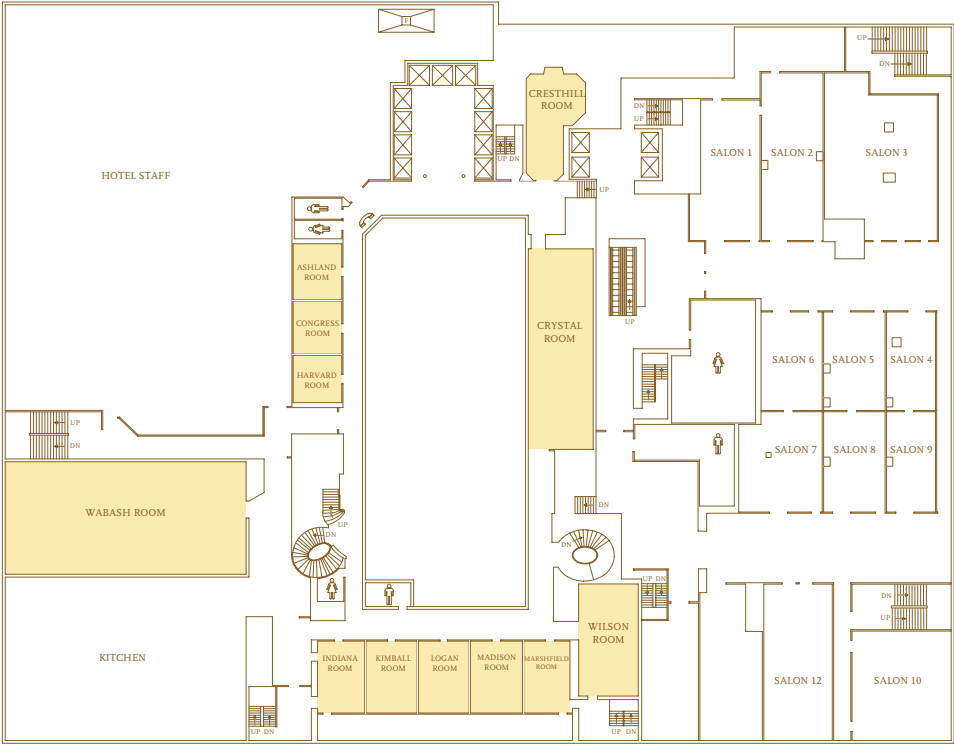 F
UP
DN
CRESTHILL
ROOM
DN
UP
SALON 1
SALON 2
SALON 3
UP DN
HOTEL STAFF
UP
ASHLAND
ROOM
CONGRESS
ROOM
UP
CRYSTAL
ROOM
SALON 6
SALON 5
SALON 4
HARVARD
ROOM
UP
DN
SALON 7
SALON 8
SALON 9
WABASH ROOM
UP
DN
DN
DN
UP DN
DN
UP
WILSON
ROOM
KITCHEN
INDIANA
ROOM
KIMBALL
ROOM
LOGAN
ROOM
MADISON
ROOM
MARSHFIELD
ROOM
SALON 12
SALON 10
UP DN
UP DN